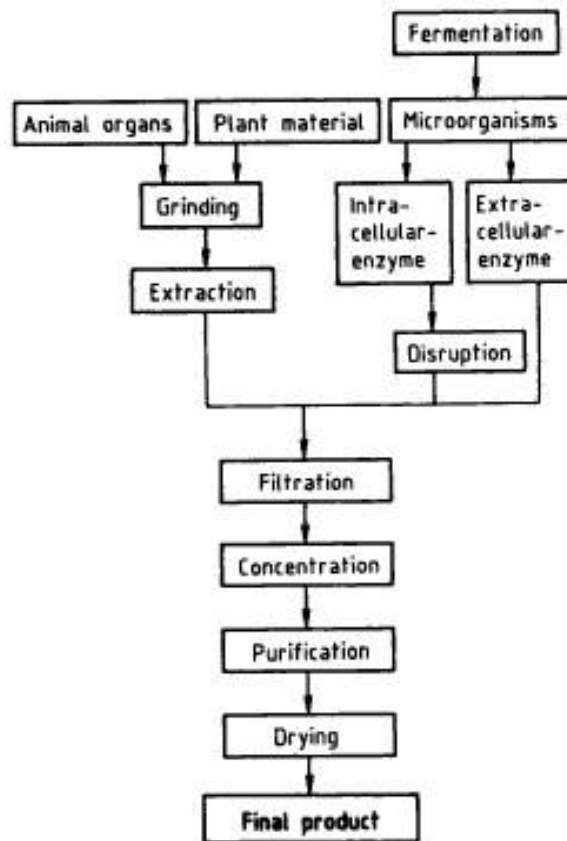 Fermentation
Animal organs
Plant material
Microorganisms
Grinding
Intra-
cellular-
enzyme
Extra-
cellular-
enzyme
Extraction
Disruption
Filtration
Concentration
Purification
Drying
Final product